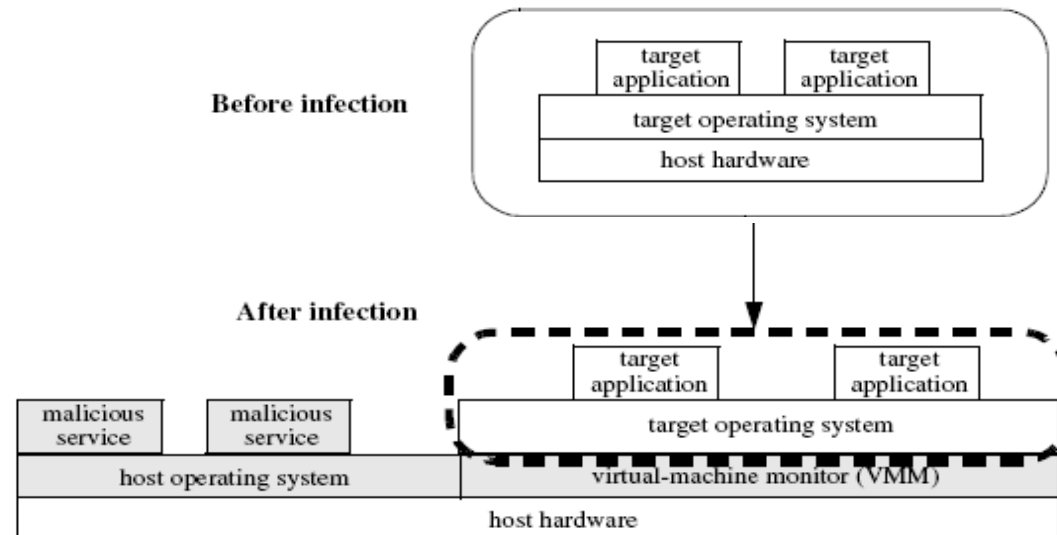 Before infection
target
application
target
application
target operating system
host hardware
After infection
target
application
target
application
malicious
service
malicious
service
target operating system
host operating system
virtual-machine monitor (VMM)
host hardware